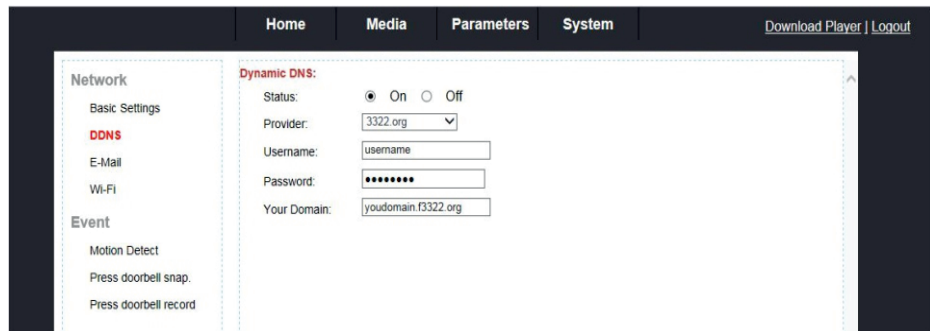 Home Media Parameters System Download Player | Logout
Network
Basic Settings
DDNS
E-Mail
Wi-Fi
Event
Motion Detect
Press doorbell snap.
Press doorbell record
Dynamic DNS:
Status: On Off
Provider: 3322.org
Username: username
Password: ••••••••
Your Domain: youdomain.f3322.org